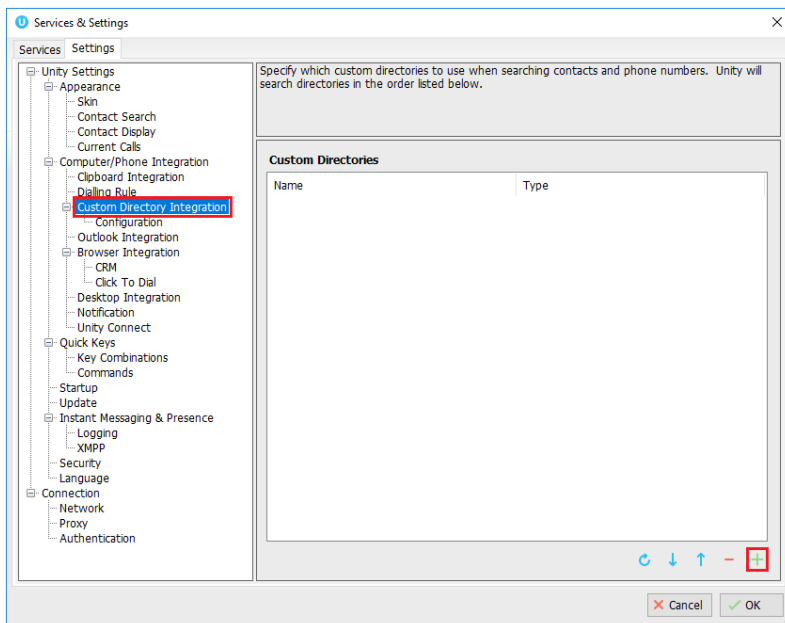 Services & Settings
Services Settings
Unity Settings
Appearance
Skin
Contact Search
Contact Display
Current Calls
Computer/Phone Integration
Clipboard Integration
Dialling Rule
Custom Directory Integration
Configuration
Outlook Integration
Browser Integration
CRM
Click To Dial
Desktop Integration
Notification
Unity Connect
Quick Keys
Key Combinations
Commands
Startup
Update
Instant Messaging & Presence
Logging
XMPP
Security
Language
Connection
Network
Proxy
Authentication
Specify which custom directories to use when searching contacts and phone numbers. Unity will
search directories in the order listed below.
Custom Directories
Name Type
Cancel OK